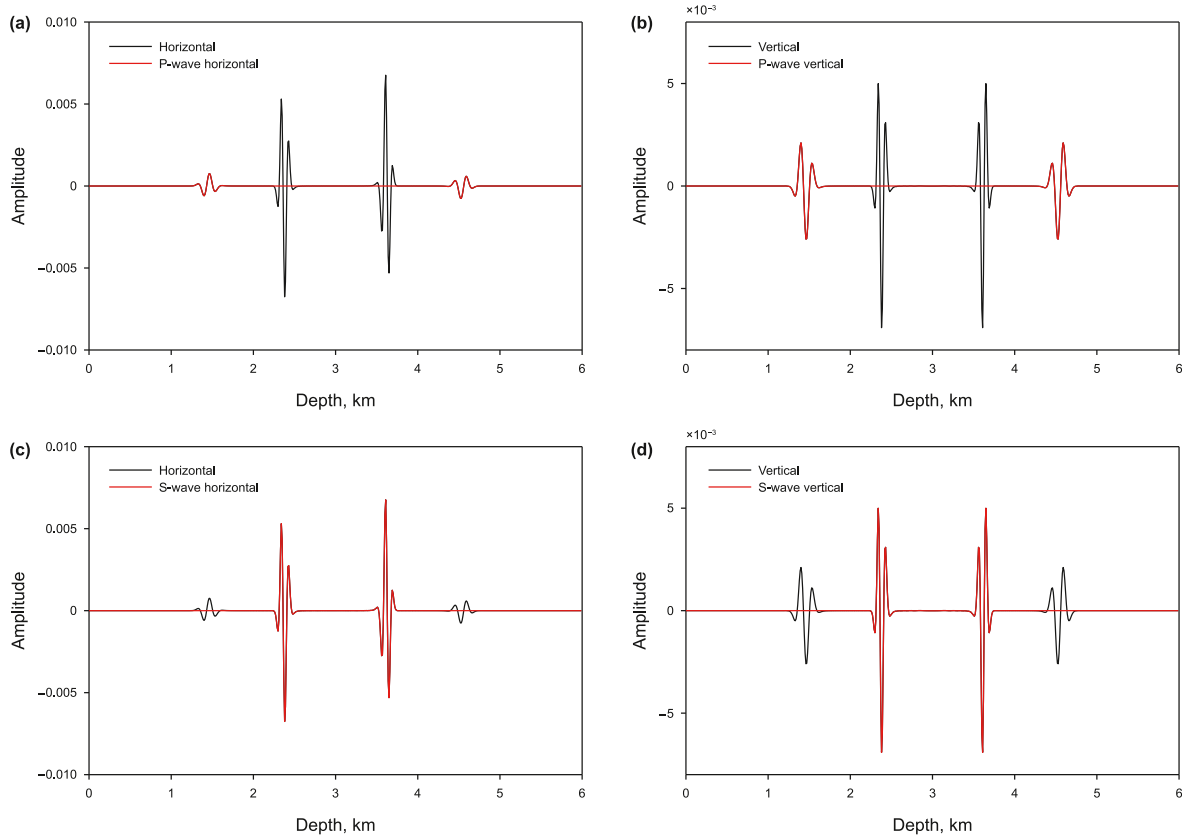 (a)
Horizontal
P-wave horizontal
Amplitude
0.010
0.005
0
−0.005
−0.010
0 1 2 3 4 5 6
Depth, km
(b)
×10⁻³
Vertical
P-wave vertical
Amplitude
5
0
−5
0 1 2 3 4 5 6
Depth, km
(c)
Horizontal
S-wave horizontal
Amplitude
0.010
0.005
0
−0.005
−0.010
0 1 2 3 4 5 6
Depth, km
(d)
×10⁻³
Vertical
S-wave vertical
Amplitude
5
0
−5
0 1 2 3 4 5 6
Depth, km